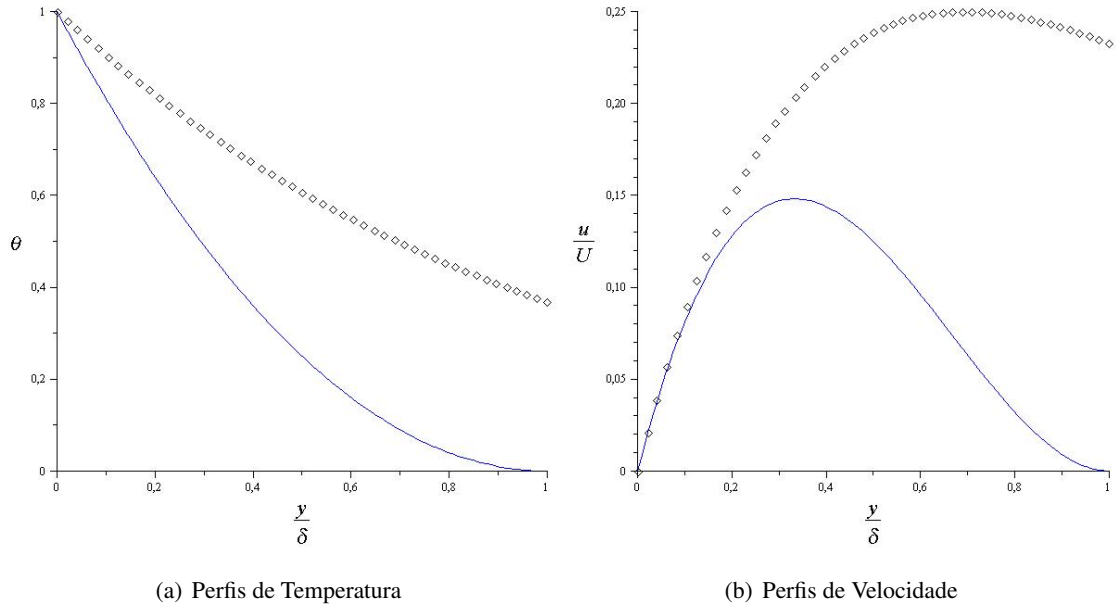 1
0,8
0,6
θ
0,4
0,2
0
0
0,2
0,4
0,6
0,8
1
y
δ
(a) Perfis de Temperatura
0,25
0,20
0,15
u
U
0,10
0,05
0
0
0,2
0,4
0,6
0,8
1
y
δ
(b) Perfis de Velocidade